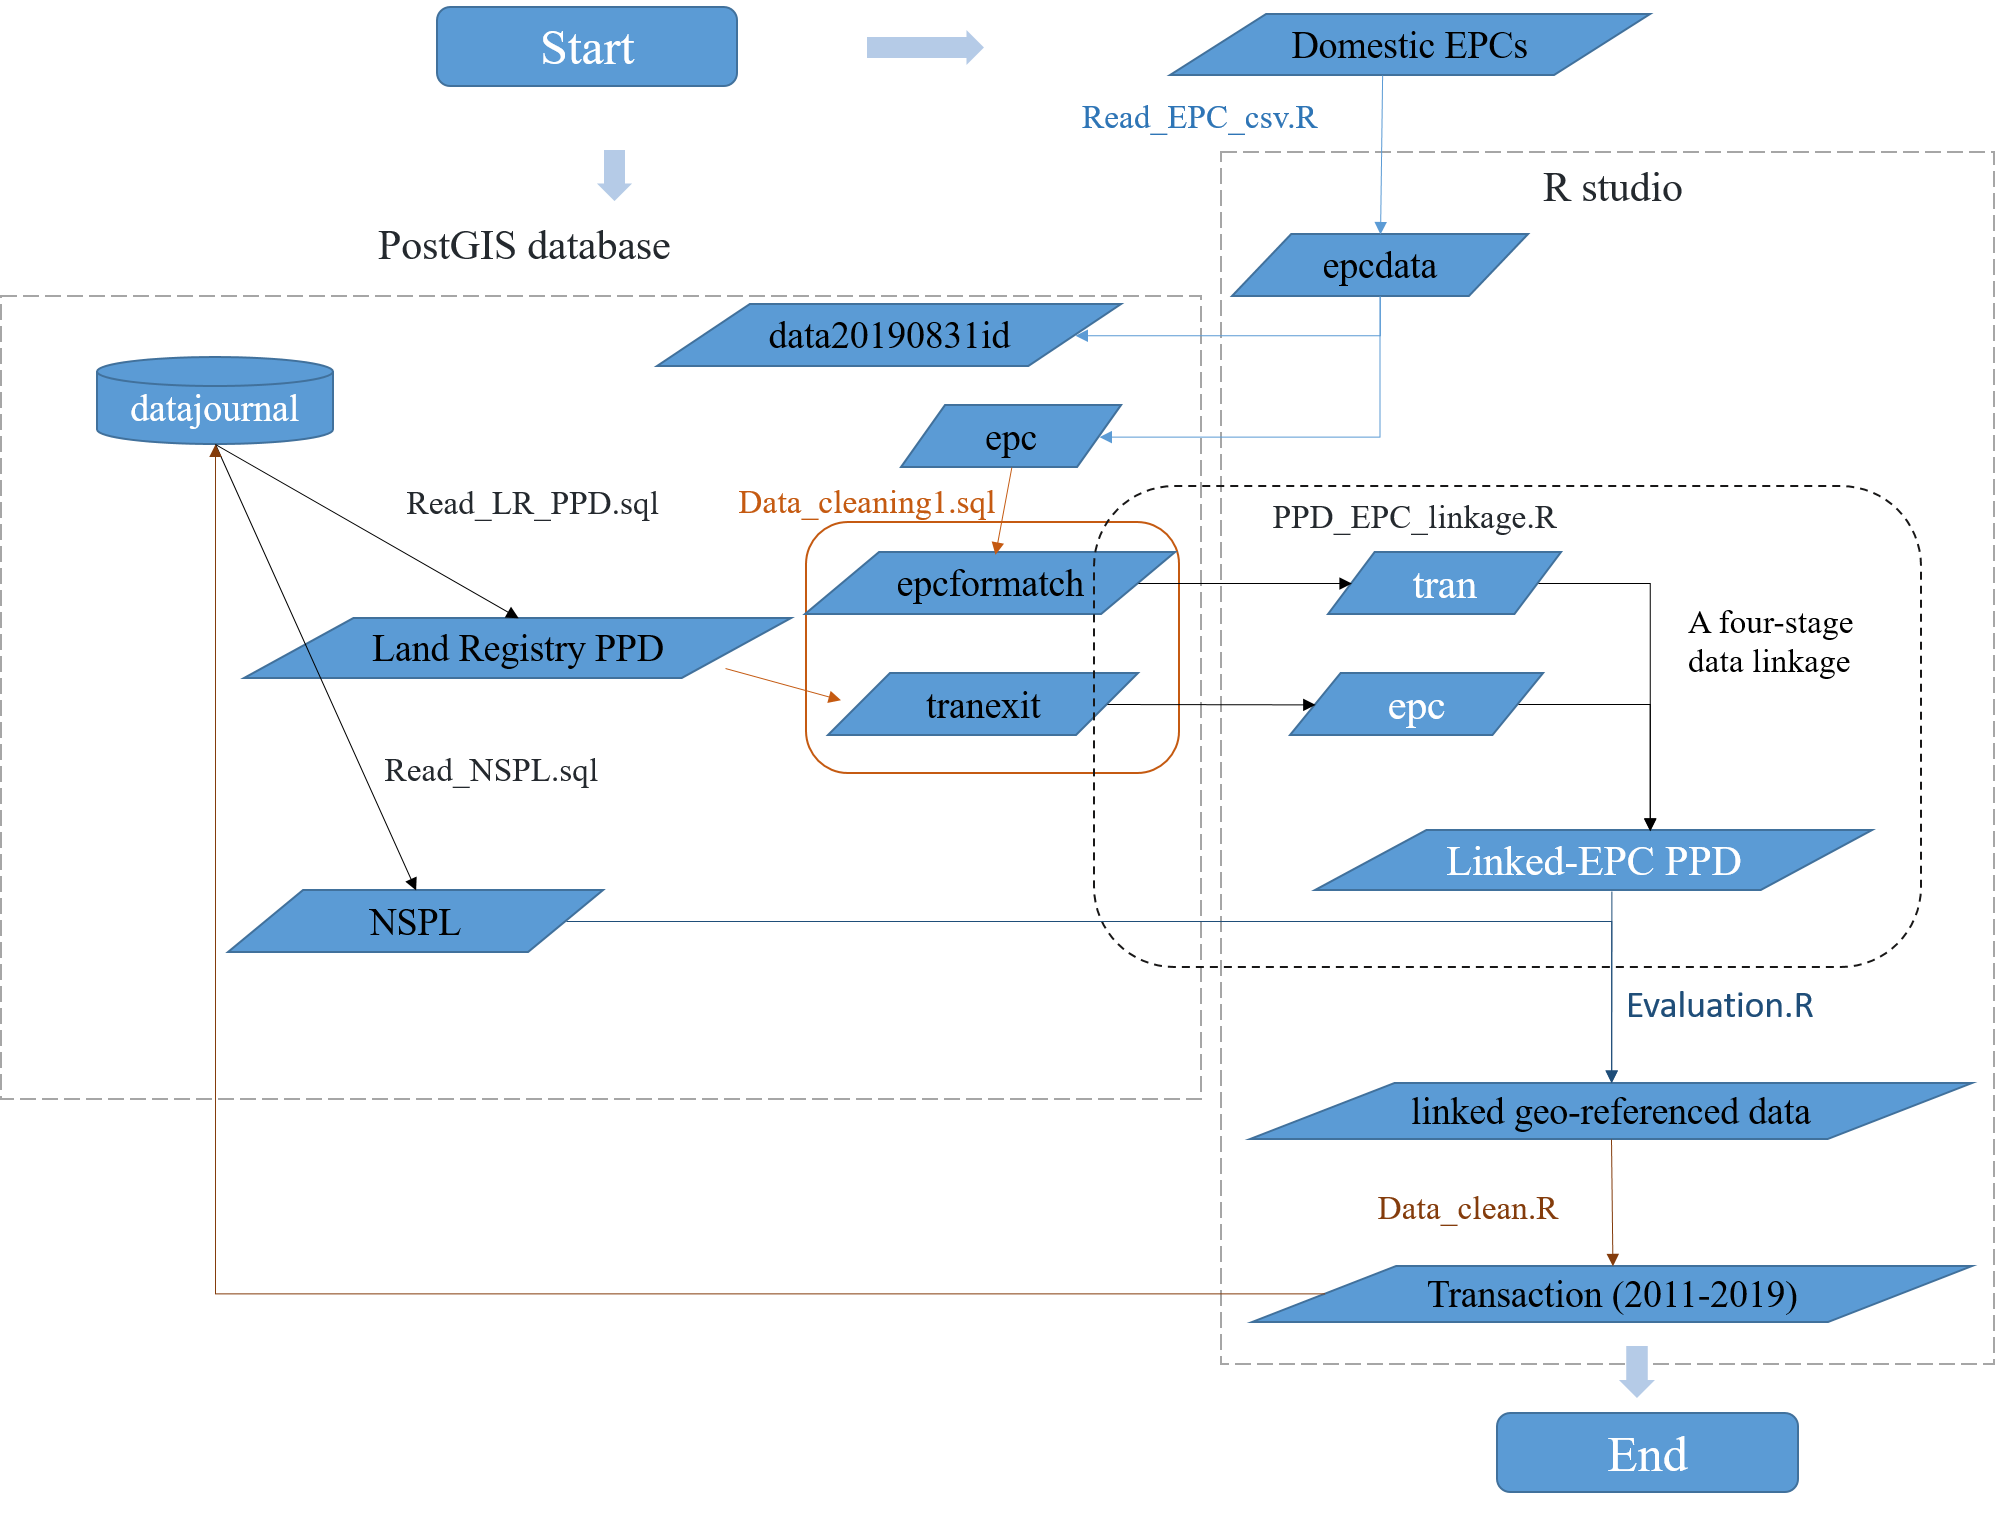 Start
Domestic EPCs
Read_EPC_csv.R
R studio
PostGIS database
epcdata
data20190831id
datajournal
epc
Read_LR_PPD.sql
Data_cleaning1.sql
PPD_EPC_linkage.R
epcformatch
tran
A four-stage
data linkage
Land Registry PPD
tranexit
epc
Read_NSPL.sql
Linked-EPC PPD
NSPL
Evaluation.R
linked geo-referenced data
Data_clean.R
Transaction (2011-2019)
End